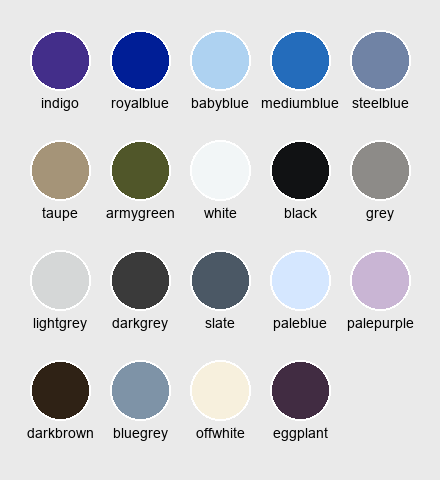 indigo royalblue babyblue mediumblue steelblue
taupe armygreen white black grey
lightgrey darkgrey slate paleblue palepurple
darkbrown bluegrey offwhite eggplant